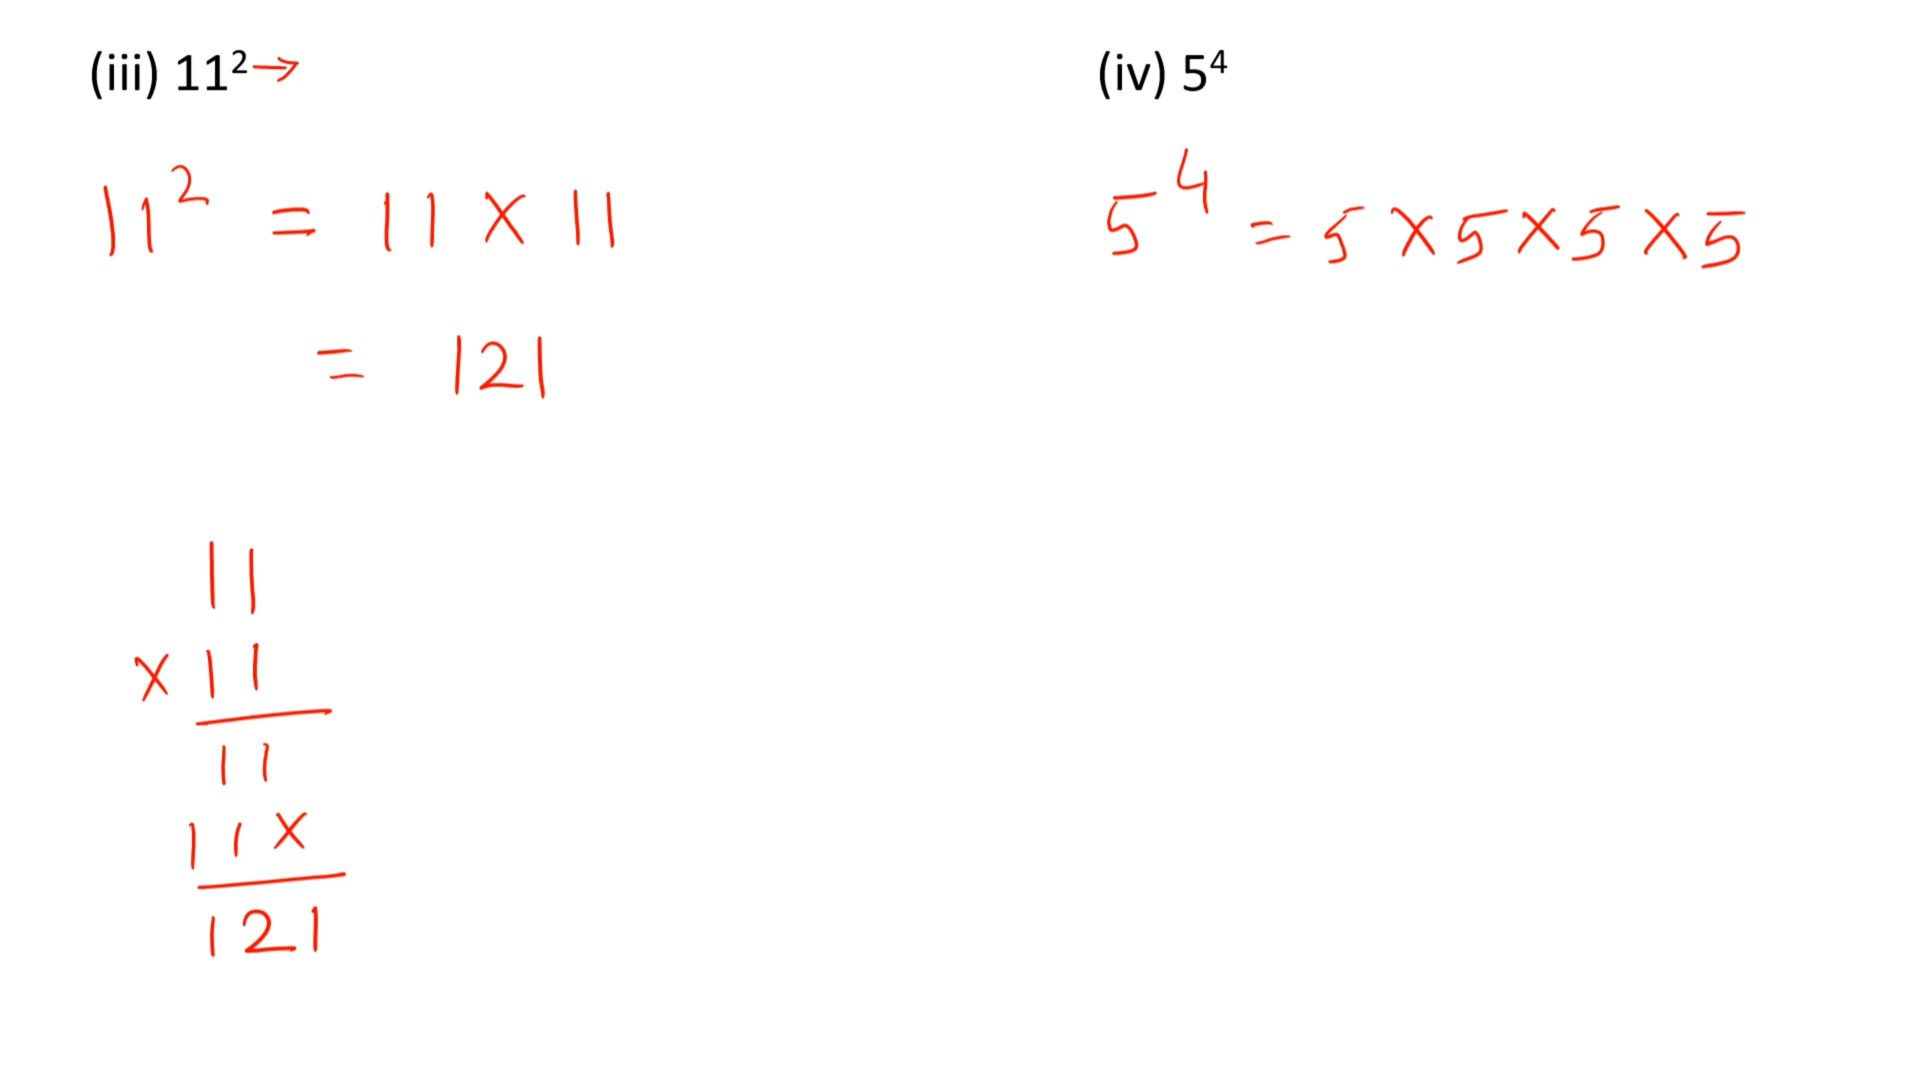 (iii) 11² →
11² = 11 × 11
= 121
11
× 11
11
11 ×
121
(iv) 5⁴
5⁴ = 5 × 5 × 5 × 5